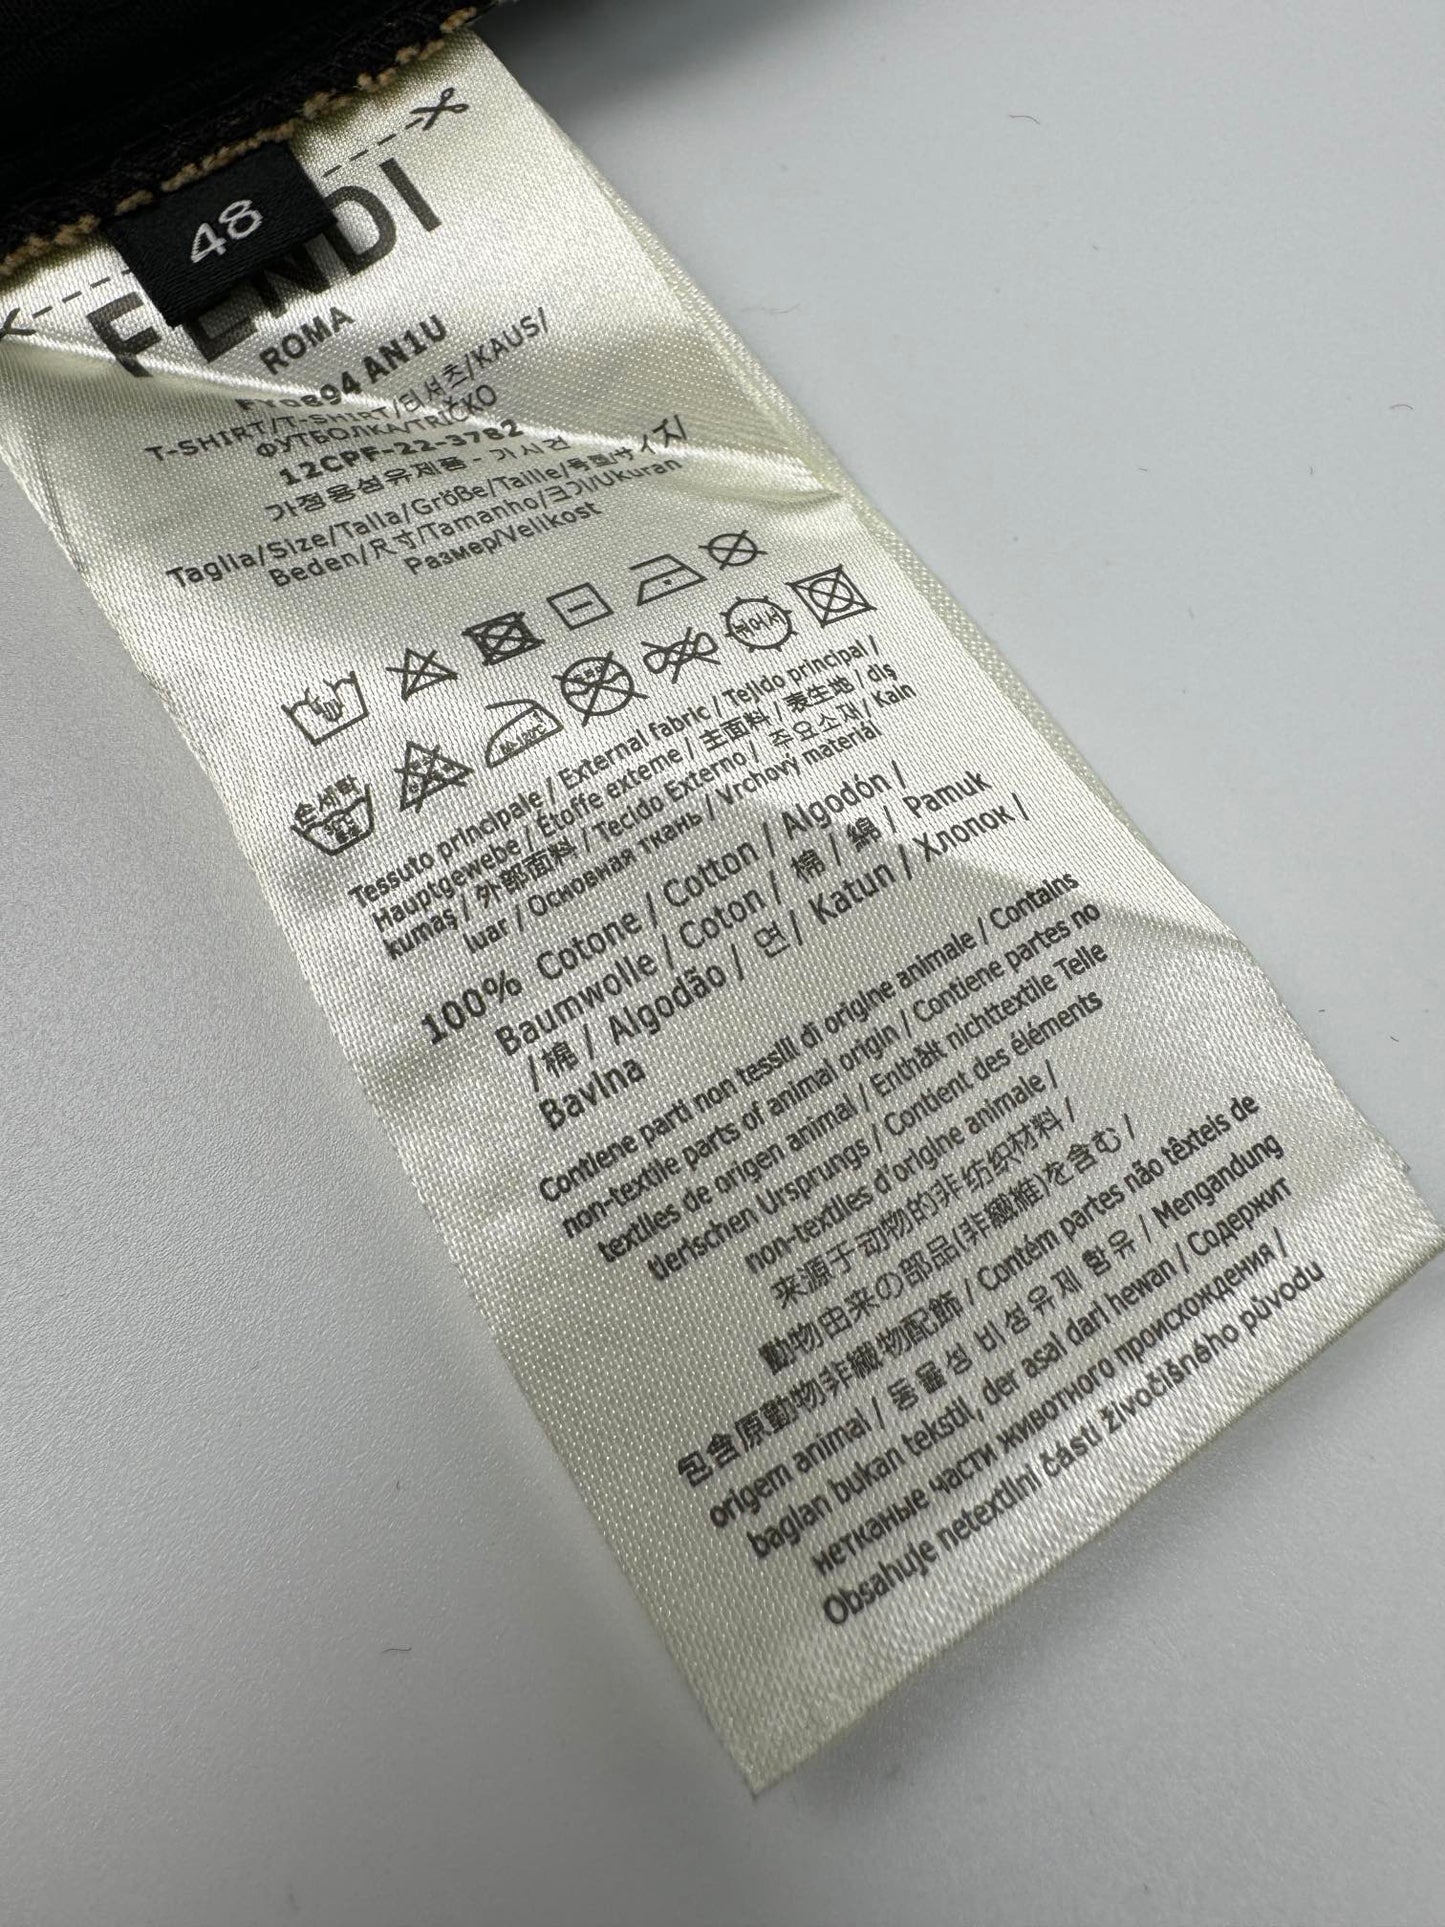 48
FENDI
ROMA
FY0894 AN1U
T-SHIRT/T-SHIRT/티셔츠/KAUS/
ФУТБОЛКА/TRIČKO
12CPF-22-3782
가정용섬유제품 - 가시건
Taglia/Size/Talla/Größe/Taille/号型/サイズ/
Beden/尺寸/Tamanho/크기/Ukuran
Размер/Velikost
손세탁
Tessuto principale / External fabric / Tejido principal /
Hauptgewebe / Étoffe externe / 主面料 / 表生地 / dış
kumaş / 外部面料 / Tecido Externo / 주요소재 / Kain
luar / Основная ткань / Vrchový materiál
100% Cotone / Cotton / Algodón /
Baumwolle / Coton / 棉 / 綿 / Pamuk
/ 棉 / Algodão / 면 / Katun / Хлопок /
Bavlna
Contiene parti non tessili di origine animale / Contains
non-textile parts of animal origin / Contiene partes no
textiles de origen animal / Enthält nichttextile Teile
tierischen Ursprungs / Contient des éléments
non-textiles d'origine animale /
来源于动物的非纺织材料 /
動物由来の部品(非繊維)を含む /
包含原動物非織物配飾 / Contém partes não têxteis de
origem animal / 동물성 비섬유제 함유 / Mengandung
bagian bukan tekstil, der asal dari hewan / Содержит
нетканые части животного происхождения /
Obsahuje netextilní části živočišného původu